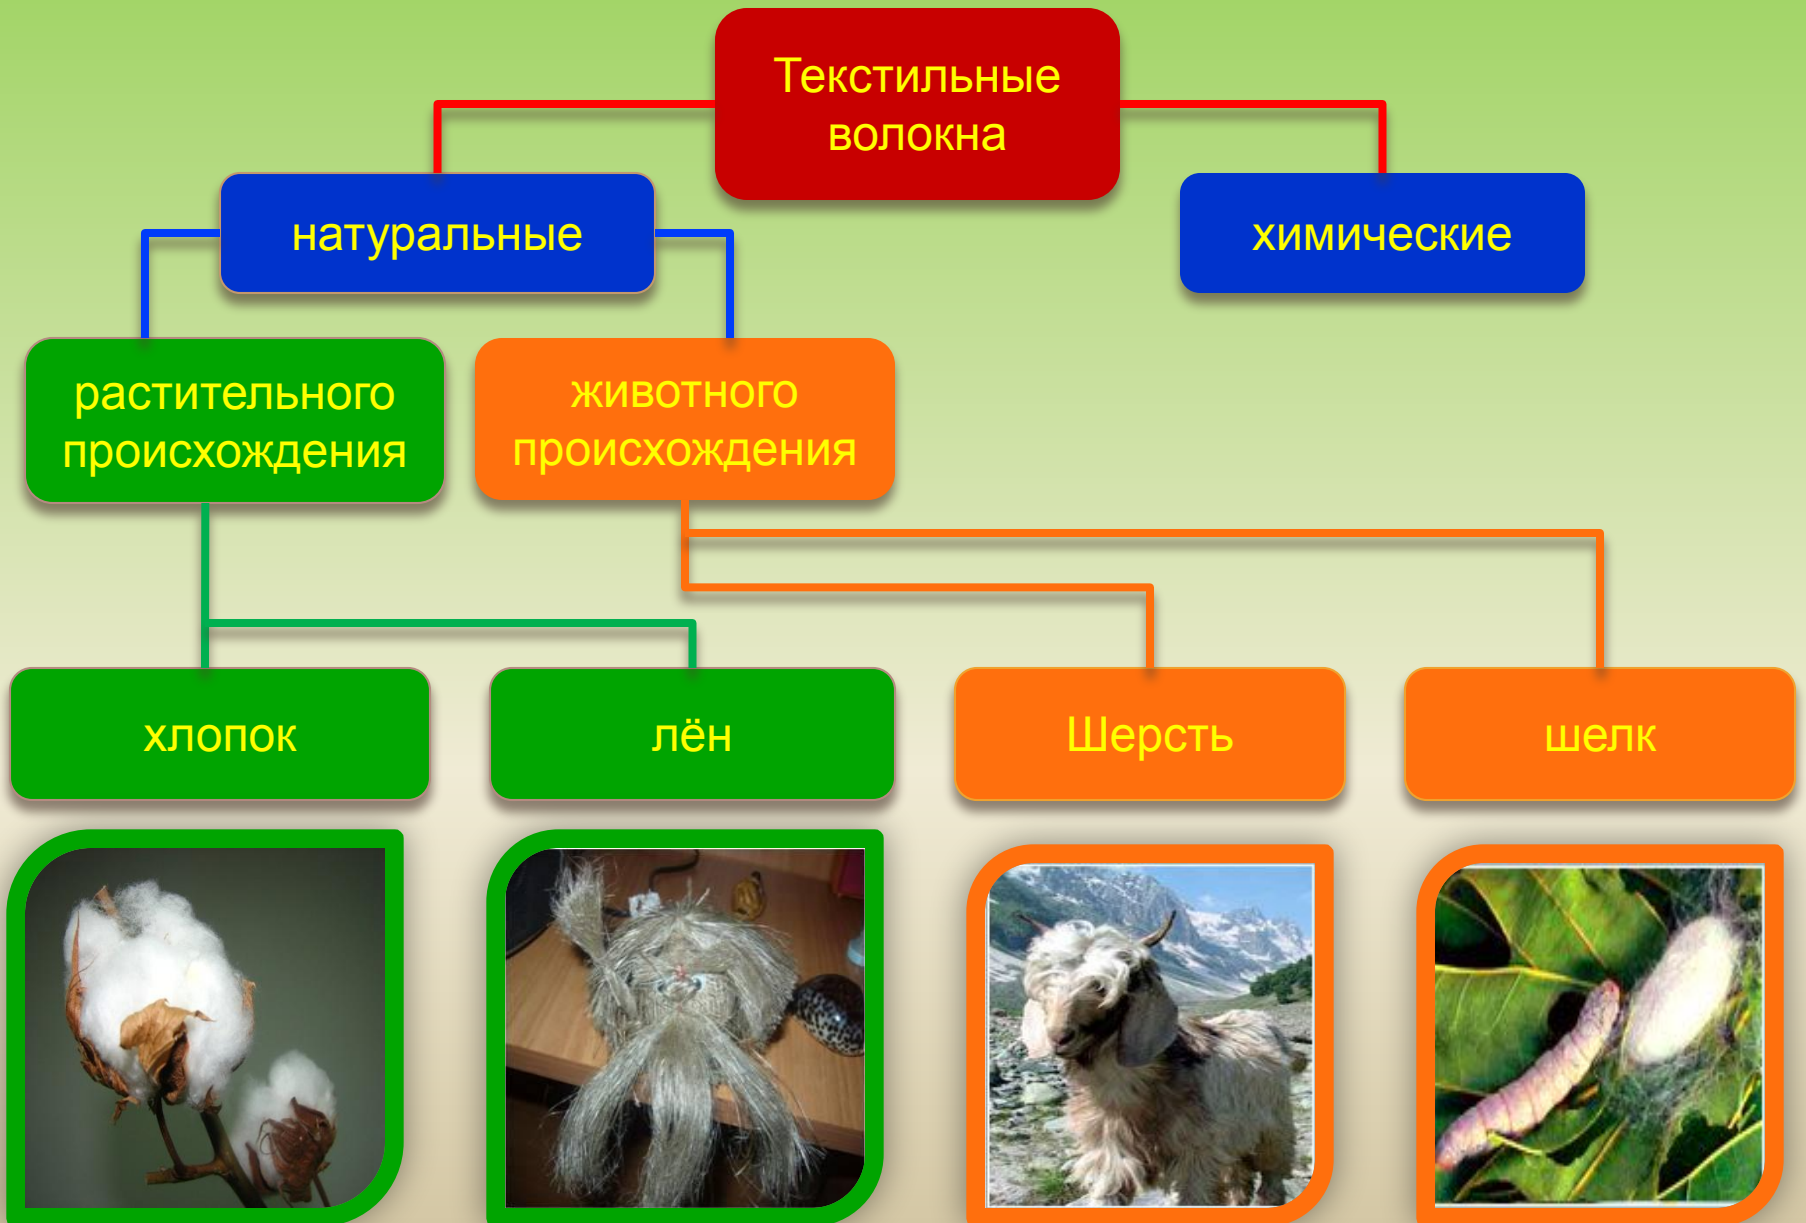 Текстильные
волокна
натуральные
химические
растительного
происхождения
животного
происхождения
хлопок
лён
Шерсть
шелк